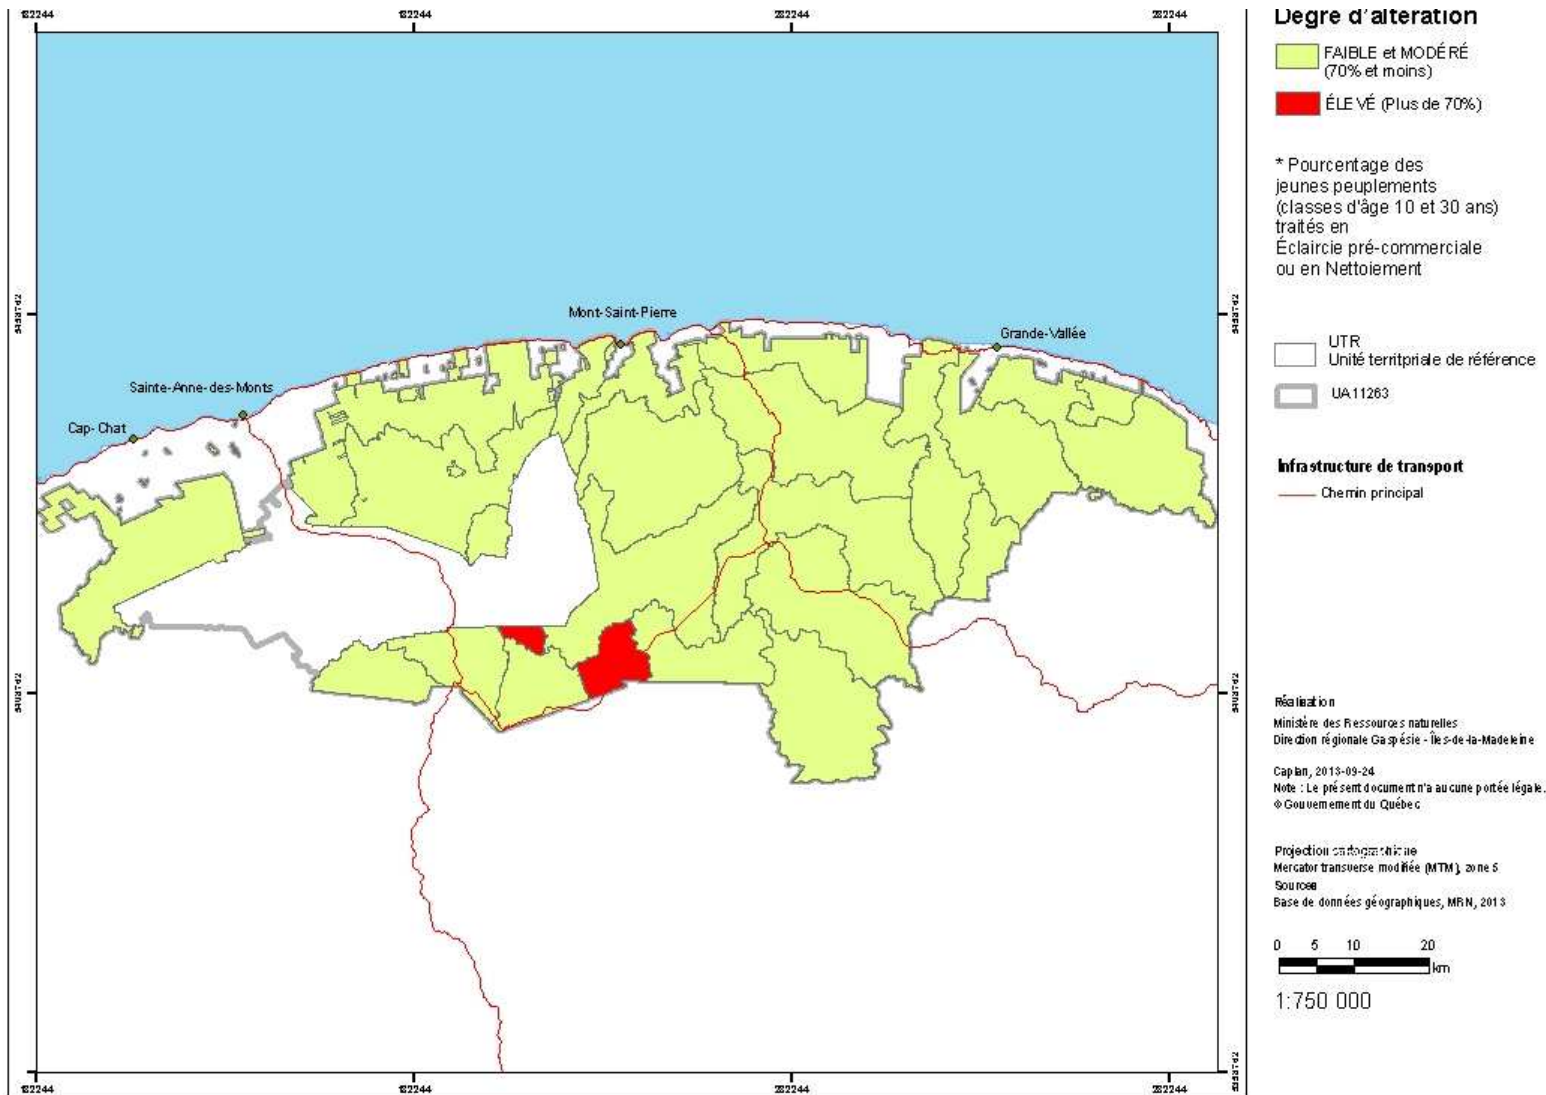 Degré d'altération
FAIBLE et MODÉRÉ
(70% et moins)
ÉLEVÉ (Plus de 70%)
* Pourcentage des
jeunes peuplements
(classes d'âge 10 et 30 ans)
traités en
Éclaircie pré-commerciale
ou en Nettoiement
UTR
Unité territpriale de référence
UA 11263
Infrastructure de transport
Chemin principal
Mont-Saint-Pierre
Grande-Vallée
Sainte-Anne-des-Monts
Cap-Chat
Réalisation
Ministère des Ressources naturelles
Direction régionale Gaspésie - Îles-de-la-Madeleine
Caplan, 2013-09-24
Note : Le présent document n'a aucune portée légale.
© Gouvernement du Québec
Projection cartographique
Mercator transverse modifiée (MTM), zone 5
Sources
Base de données géographiques, MRN, 2013
0 5 10 20
km
1:750 000